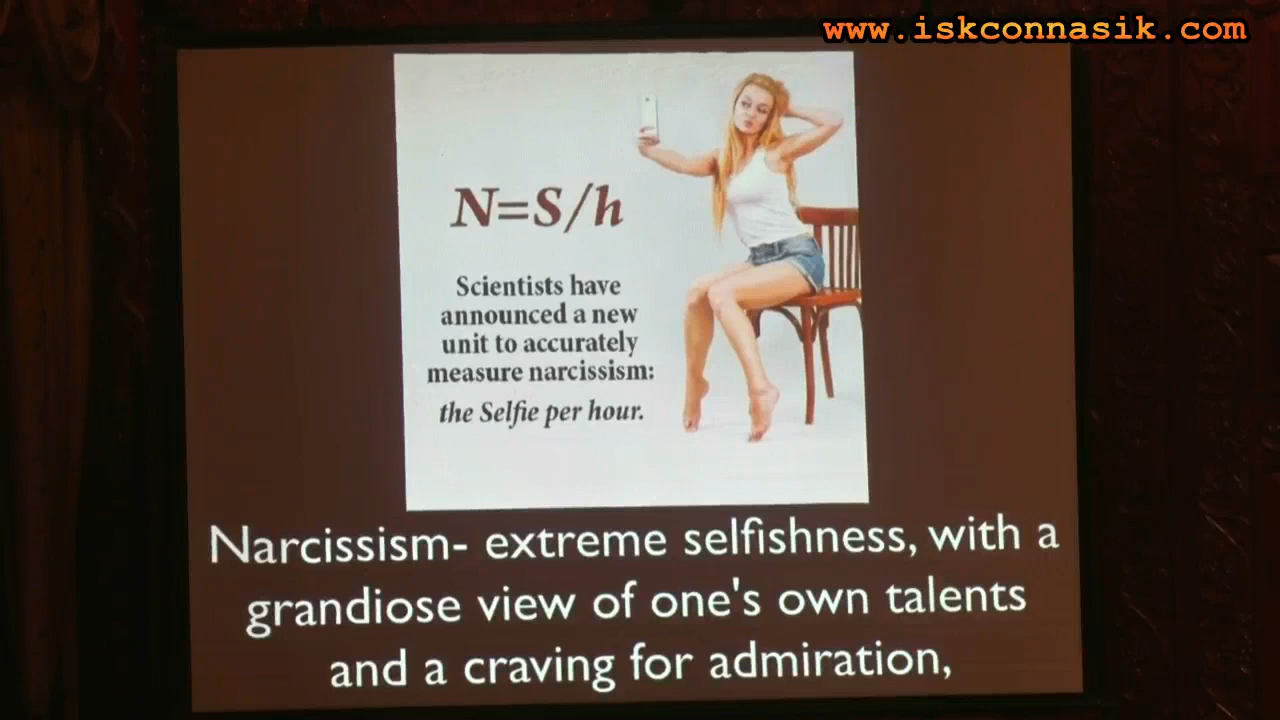 www.iskconnasik.com
N=S/h
Scientists have
announced a new
unit to accurately
measure narcissism:
the Selfie per hour.
Narcissism- extreme selfishness, with a
grandiose view of one's own talents
and a craving for admiration,